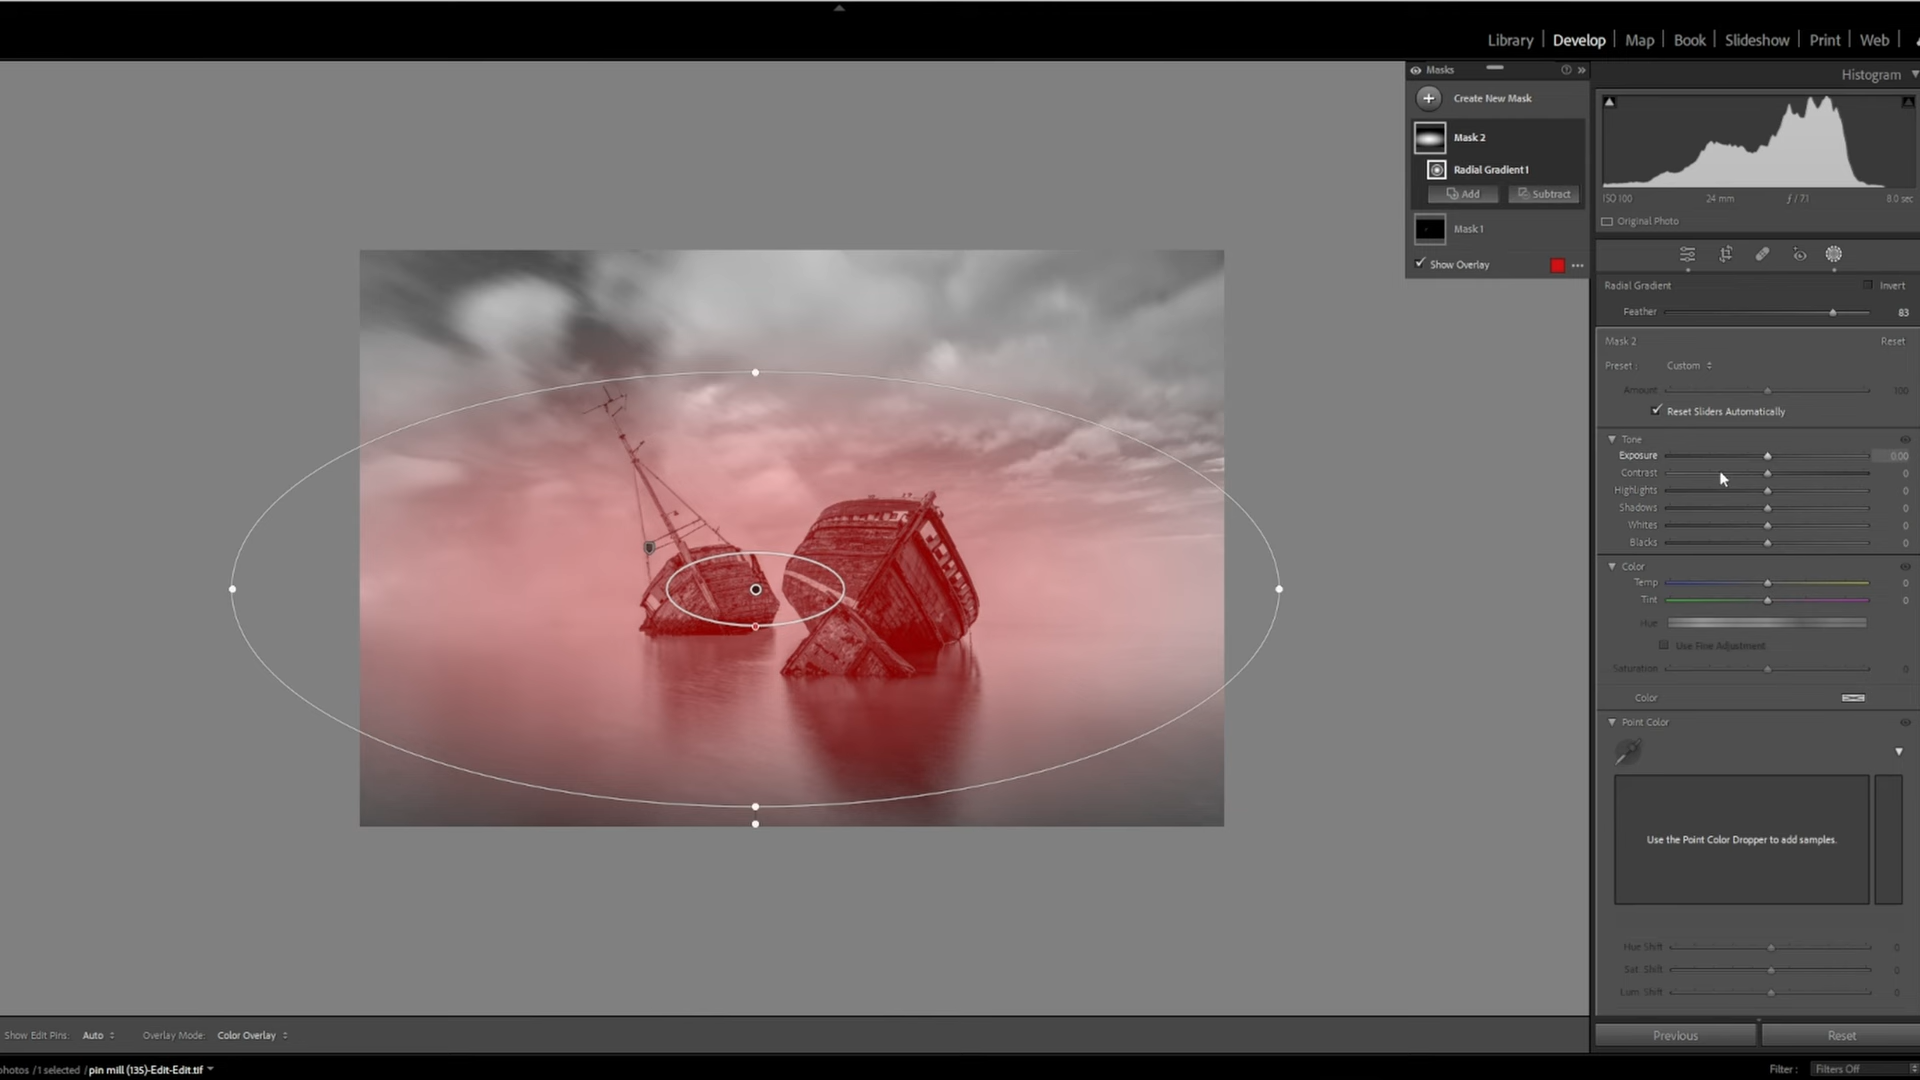 Library | Develop | Map | Book | Slideshow | Print | Web |
Masks
Create New Mask
Mask 2
Radial Gradient 1
Add Subtract
Mask 1
Show Overlay
Histogram
ISO 100 24 mm ƒ / 7.1 8.0 sec
Original Photo
Radial Gradient Invert
Feather 83
Mask 2 Reset
Preset : Custom
Amount 100
Reset Sliders Automatically
Tone
Exposure 0.00
Contrast 0
Highlights 0
Shadows 0
Whites 0
Blacks 0
Color
Temp 0
Tint 0
Hue
Use Fine Adjustment
Saturation 0
Color
Point Color
Use the Point Color Dropper to add samples.
Hue Shift 0
Sat. Shift 0
Lum Shift 0
Show Edit Pins: Auto Overlay Mode: Color Overlay
Previous Reset
photos / 1 selected / pin mill (135)-Edit-Edit.tif
Filter : Filters Off